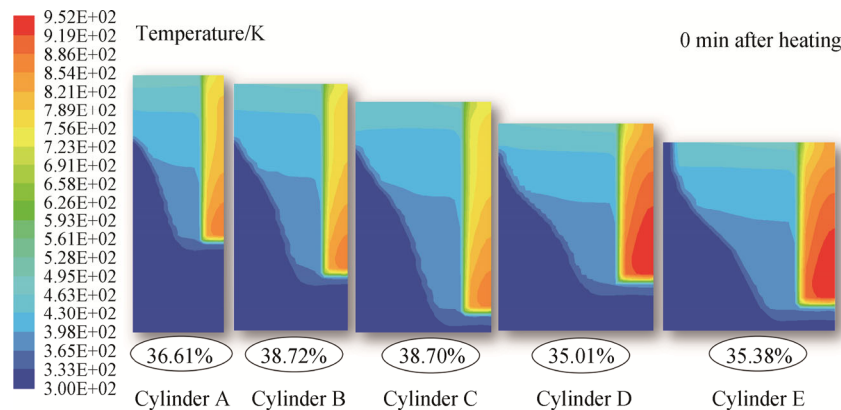 9.52E+02
9.19E+02
8.86E+02
8.54E+02
8.21E+02
7.89E+02
7.56E+02
7.23E+02
6.91E+02
6.58E+02
6.26E+02
5.93E+02
5.61E+02
5.28E+02
4.95E+02
4.63E+02
4.30E+02
3.98E+02
3.65E+02
3.33E+02
3.00E+02
Temperature/K
0 min after heating
36.61%
38.72%
38.70%
35.01%
35.38%
Cylinder A
Cylinder B
Cylinder C
Cylinder D
Cylinder E